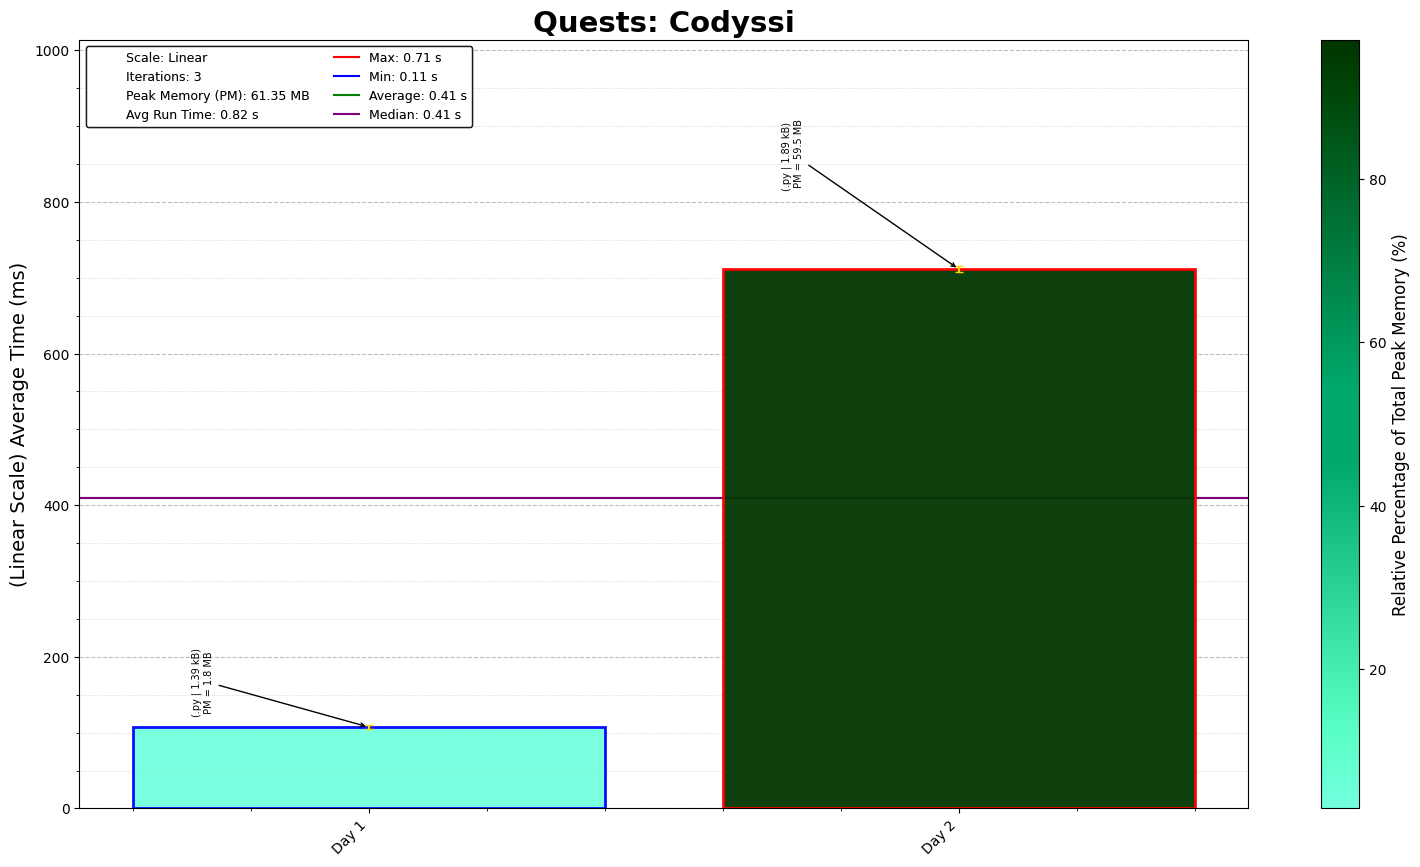 Quests: Codyssi
Scale: Linear
Iterations: 3
Peak Memory (PM): 61.35 MB
Avg Run Time: 0.82 s
Max: 0.71 s
Min: 0.11 s
Average: 0.41 s
Median: 0.41 s
(Linear Scale) Average Time (ms)
1000
800
600
400
200
0
(.py | 1.39 kB)
PM = 1.8 MB
(.py | 1.89 kB)
PM = 59.5 MB
Day 1
Day 2
80
60
40
20
Relative Percentage of Total Peak Memory (%)